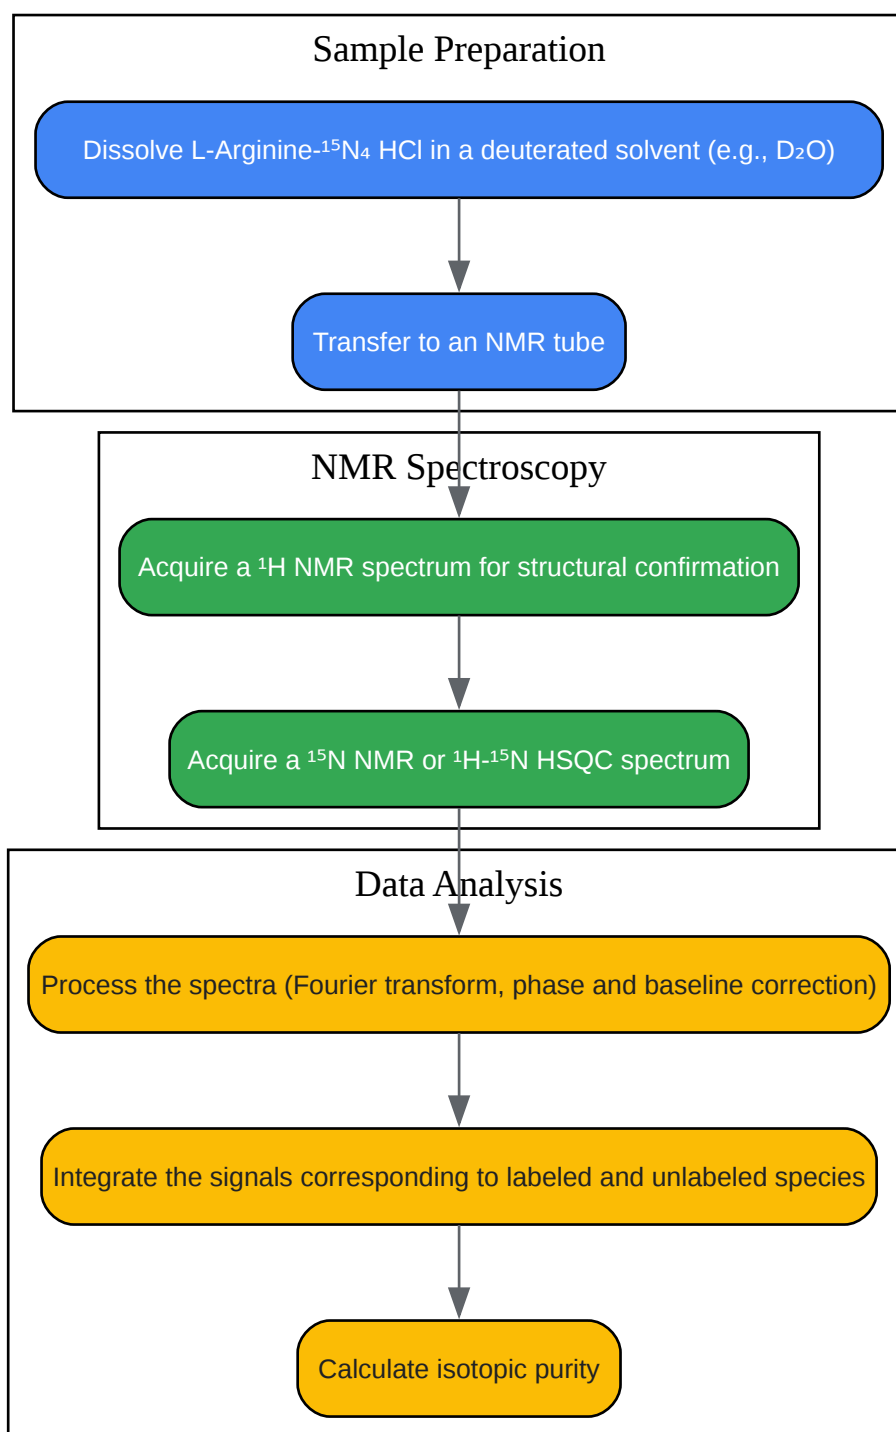 Sample Preparation
Dissolve L-Arginine-¹⁵N₄ HCl in a deuterated solvent (e.g., D₂O)
Transfer to an NMR tube
NMR Spectroscopy
Acquire a ¹H NMR spectrum for structural confirmation
Acquire a ¹⁵N NMR or ¹H-¹⁵N HSQC spectrum
Data Analysis
Process the spectra (Fourier transform, phase and baseline correction)
Integrate the signals corresponding to labeled and unlabeled species
Calculate isotopic purity